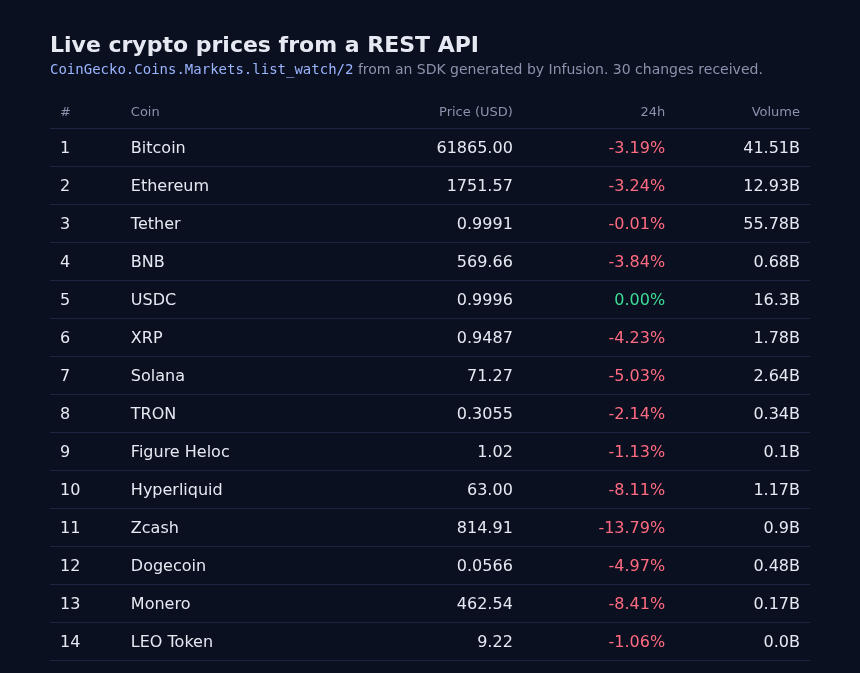 Live crypto prices from a REST API
CoinGecko.Coins.Markets.list_watch/2 from an SDK generated by Infusion. 30 changes received.
# Coin Price (USD) 24h Volume
1 Bitcoin 61865.00 -3.19% 41.51B
2 Ethereum 1751.57 -3.24% 12.93B
3 Tether 0.9991 -0.01% 55.78B
4 BNB 569.66 -3.84% 0.68B
5 USDC 0.9996 0.00% 16.3B
6 XRP 0.9487 -4.23% 1.78B
7 Solana 71.27 -5.03% 2.64B
8 TRON 0.3055 -2.14% 0.34B
9 Figure Heloc 1.02 -1.13% 0.1B
10 Hyperliquid 63.00 -8.11% 1.17B
11 Zcash 814.91 -13.79% 0.9B
12 Dogecoin 0.0566 -4.97% 0.48B
13 Monero 462.54 -8.41% 0.17B
14 LEO Token 9.22 -1.06% 0.0B